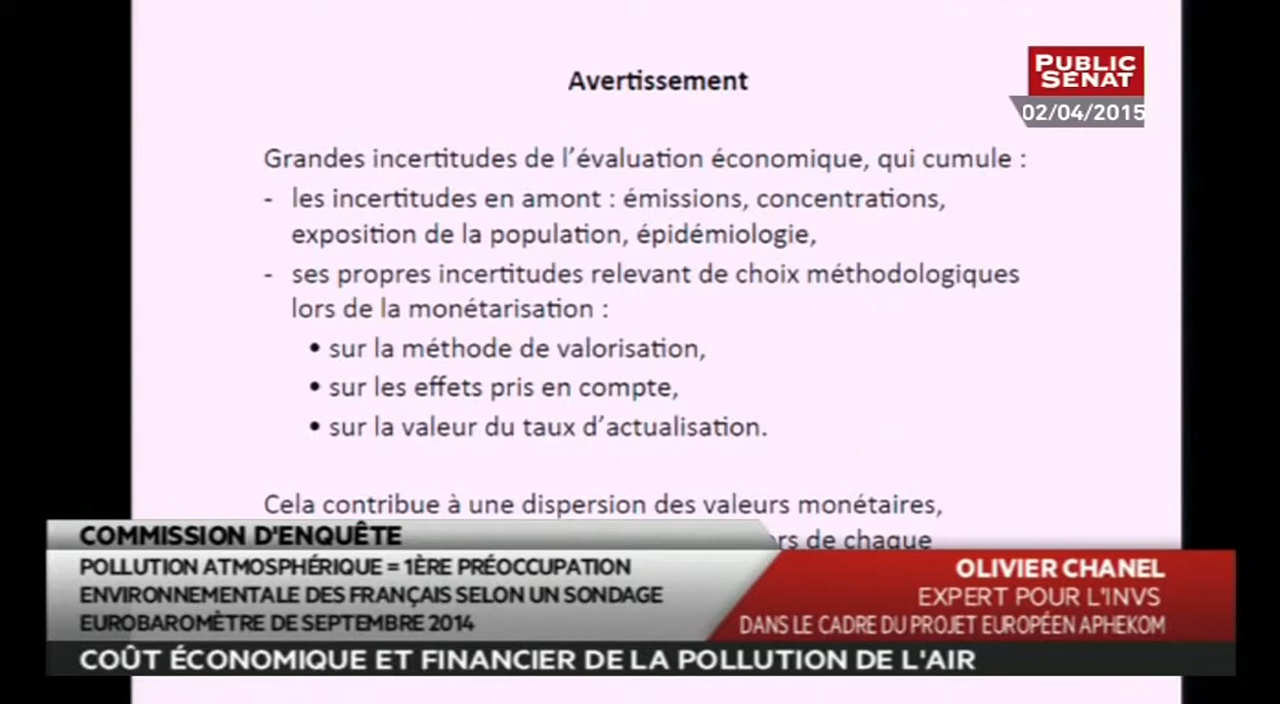 Avertissement
PUBLIC
SÉNAT
02/04/2015
Grandes incertitudes de l’évaluation économique, qui cumule :
- les incertitudes en amont : émissions, concentrations,
exposition de la population, épidémiologie,
- ses propres incertitudes relevant de choix méthodologiques
lors de la monétarisation :
• sur la méthode de valorisation,
• sur les effets pris en compte,
• sur la valeur du taux d’actualisation.
Cela contribue à une dispersion des valeurs monétaires,
de chaque
COMMISSION D'ENQUÊTE
POLLUTION ATMOSPHÉRIQUE = 1ÈRE PRÉOCCUPATION
ENVIRONNEMENTALE DES FRANÇAIS SELON UN SONDAGE
EUROBAROMÈTRE DE SEPTEMBRE 2014
OLIVIER CHANEL
EXPERT POUR L'INVS
DANS LE CADRE DU PROJET EUROPÉEN APHEKOM
COÛT ÉCONOMIQUE ET FINANCIER DE LA POLLUTION DE L'AIR